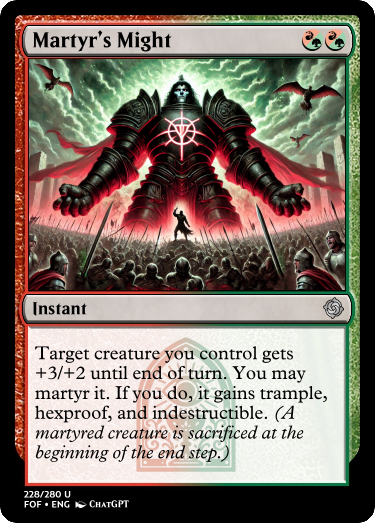 Martyr's Might
Instant
Target creature you control gets
+3/+2 until end of turn. You may
martyr it. If you do, it gains trample,
hexproof, and indestructible. (A
martyred creature is sacrificed at the
beginning of the end step.)
228/280 U
FOF • ENG ChatGPT